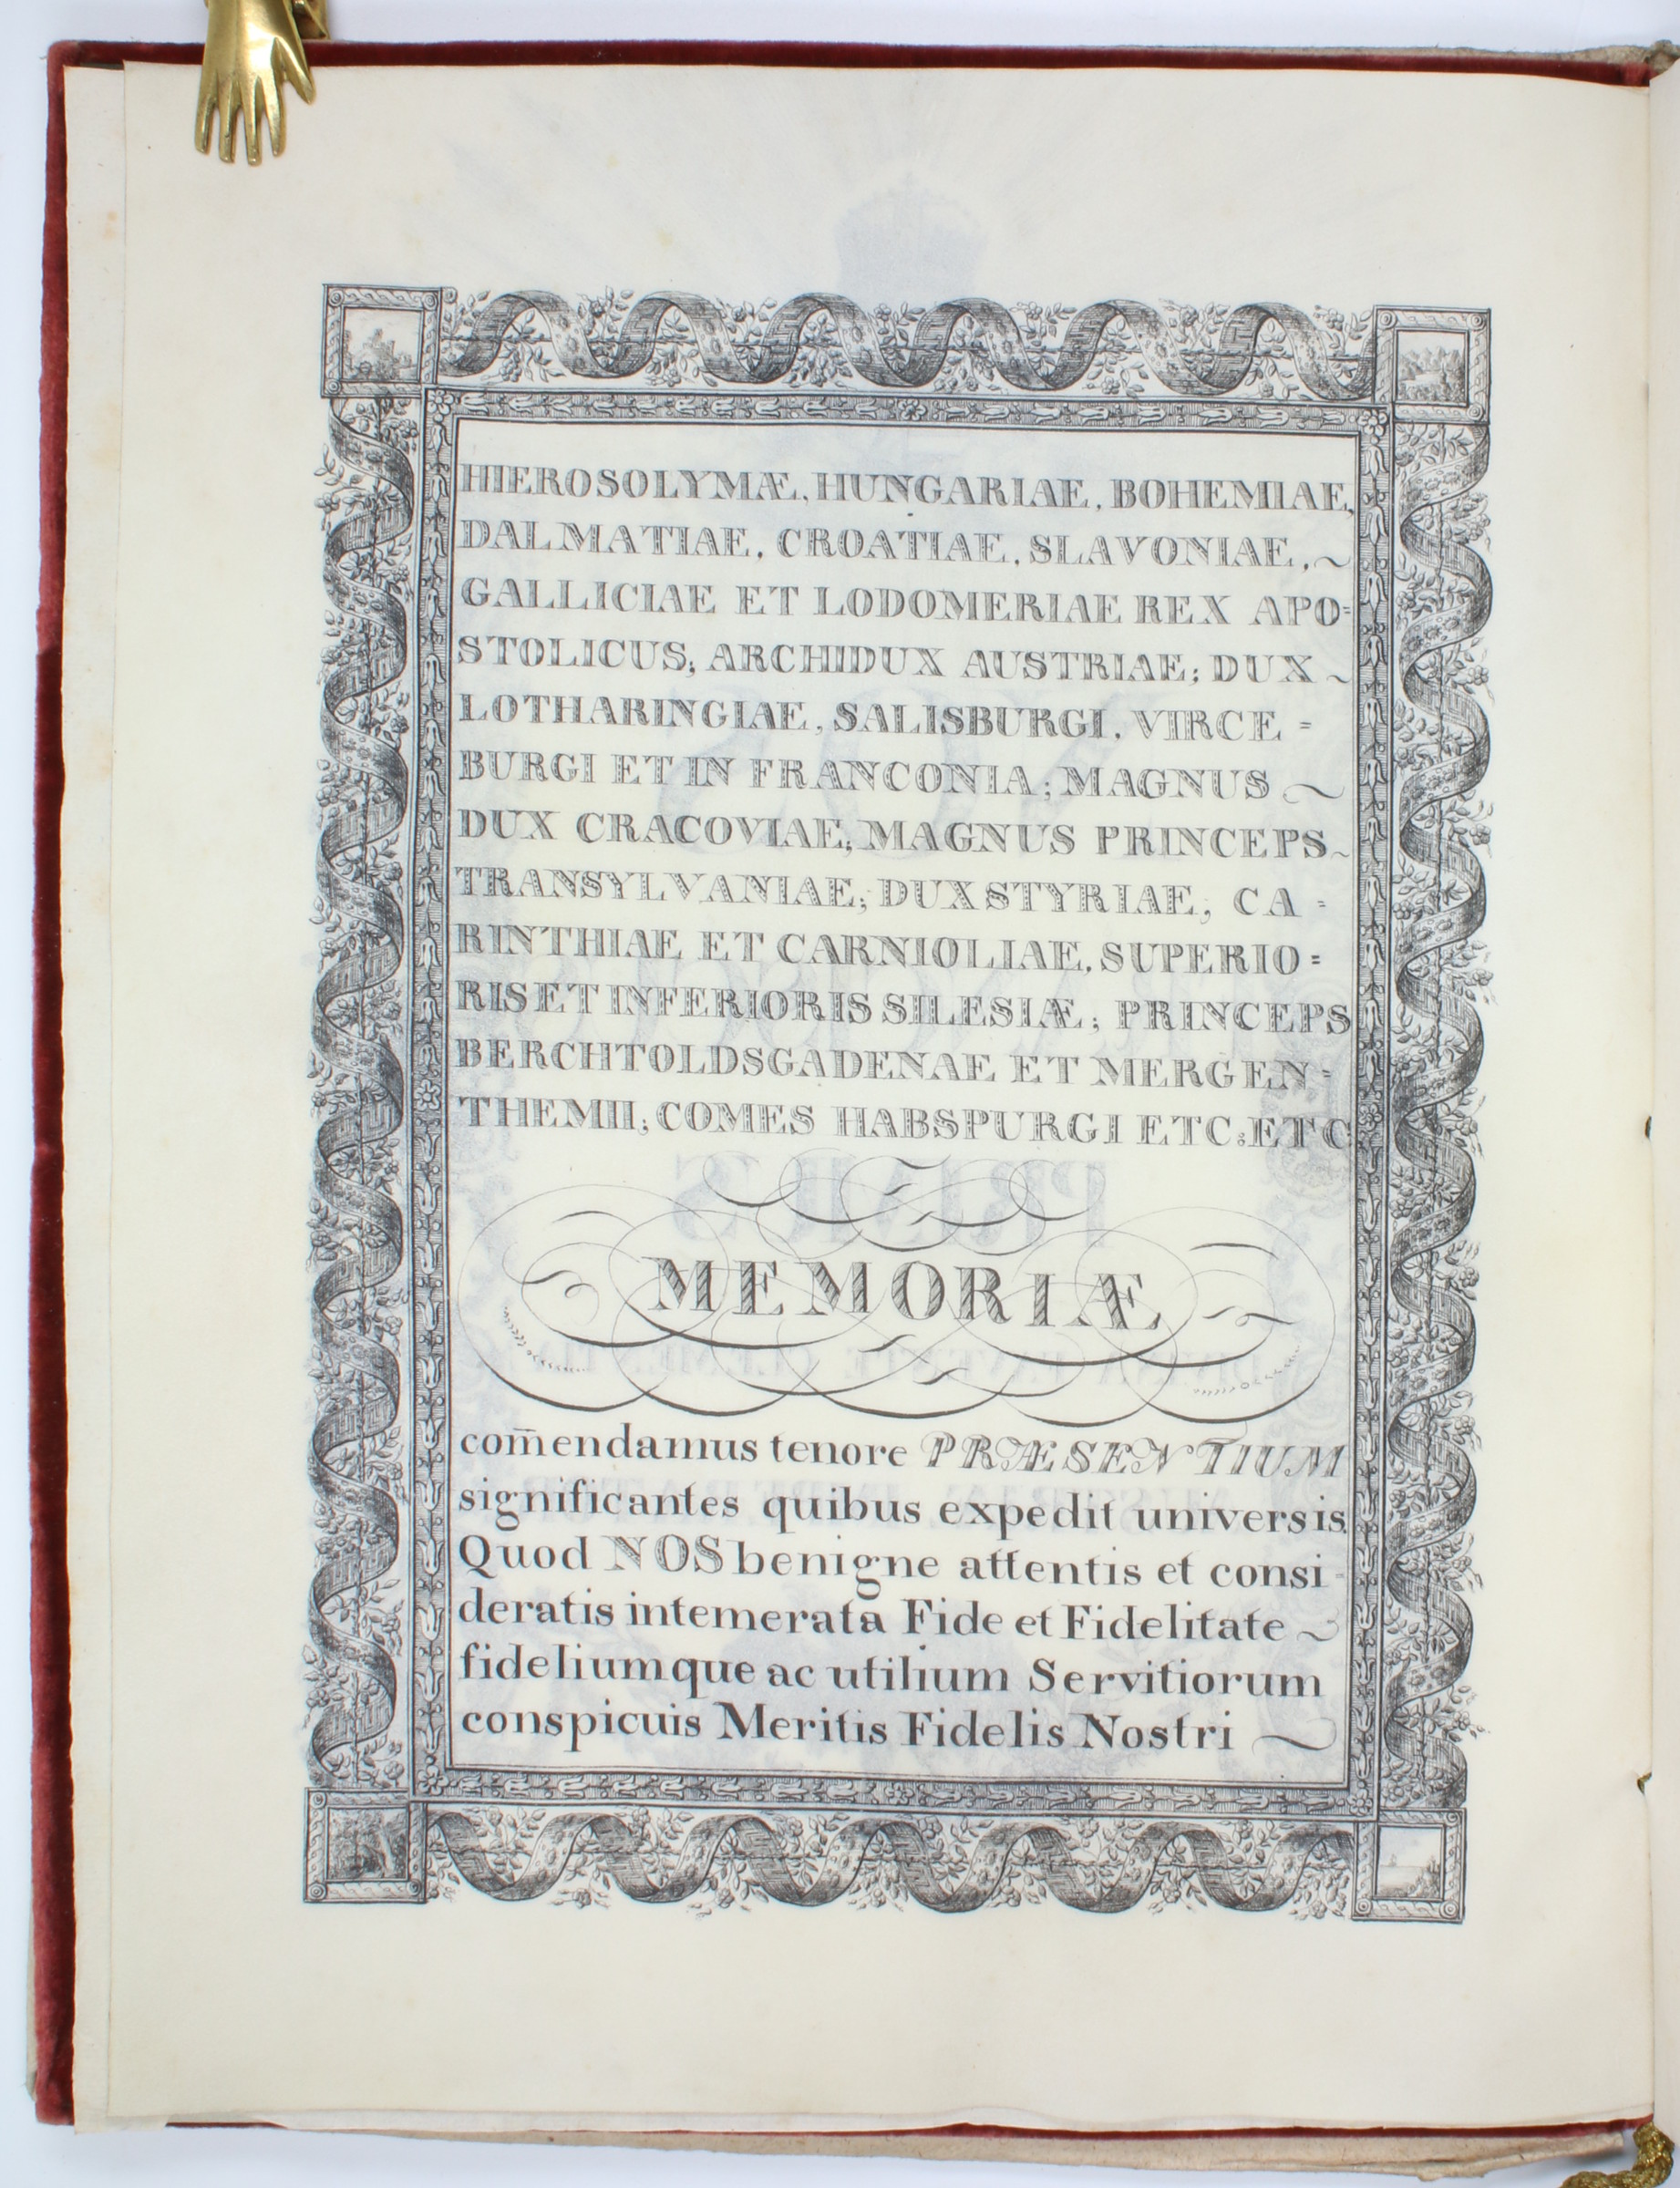 HIEROSOLYMÆ, HUNGARIAE, BOHEMIAE,
DALMATIAE, CROATIAE, SLAVONIAE, ~
GALLICIAE ET LODOMERIAE REX APO=
STOLICUS; ARCHIDUX AUSTRIAE; DUX ~
LOTHARINGIAE, SALISBURGI, VIRCE =
BURGI ET IN FRANCONIA; MAGNUS ~
DUX CRACOVIAE; MAGNUS PRINCEPS ~
TRANSYLVANIAE; DUX STYRIAE, CA =
RINTHIAE ET CARNIOLIAE, SUPERIO =
RIS ET INFERIORIS SILESIÆ; PRINCEPS
BERCHTOLDSGADENAE ET MERGEN =
THEMII; COMES HABSPURGI ETC: ETC
MEMORIÆ
com̄endamus tenore PRÆSENTIUM
significantes quibus expedit universis.
Quod NOS benigne attentis et consi =
deratis intemerata Fide et Fidelitate ~
fideliumque ac utilium Servitiorum
conspicuis Meritis Fidelis Nostri ~